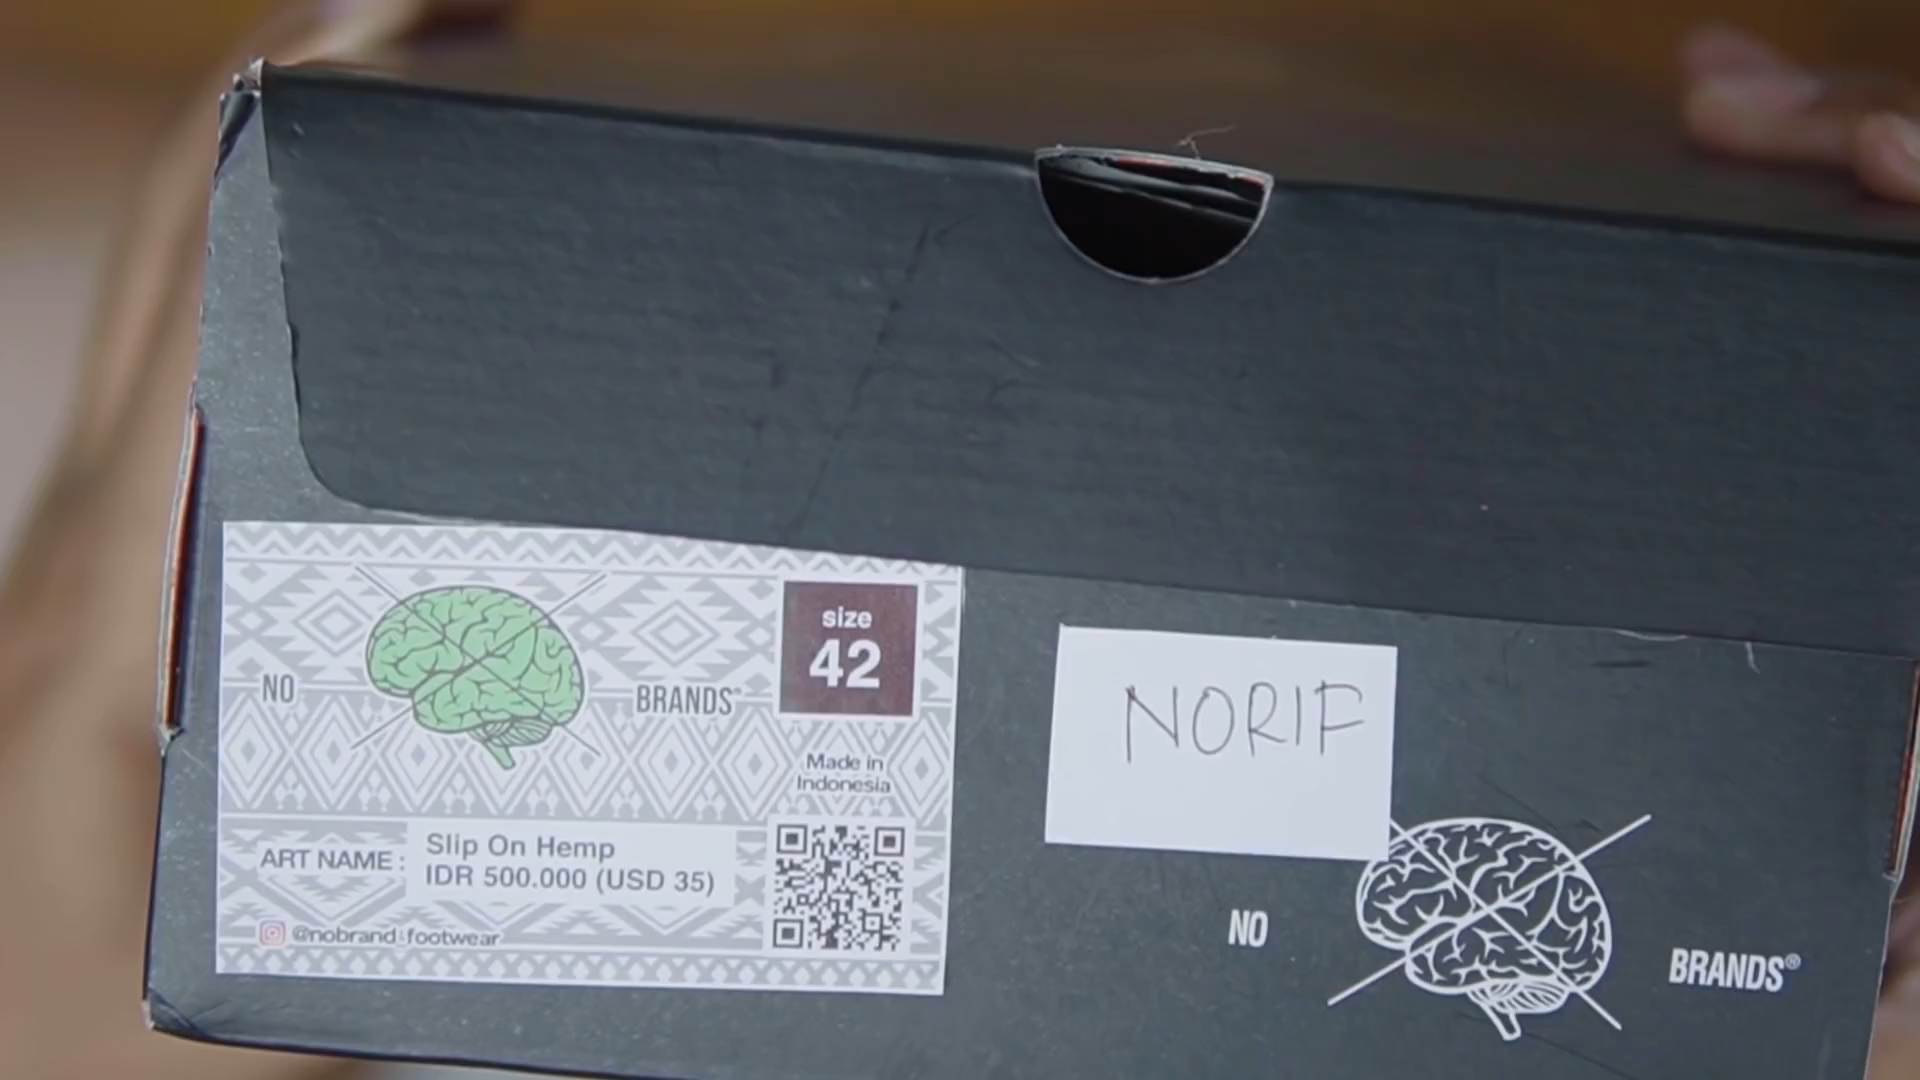 NO BRANDS®
size
42
Made in
Indonesia
ART NAME :
Slip On Hemp
IDR 500.000 (USD 35)
@nobrand.footwear
NORIF
NO BRANDS®